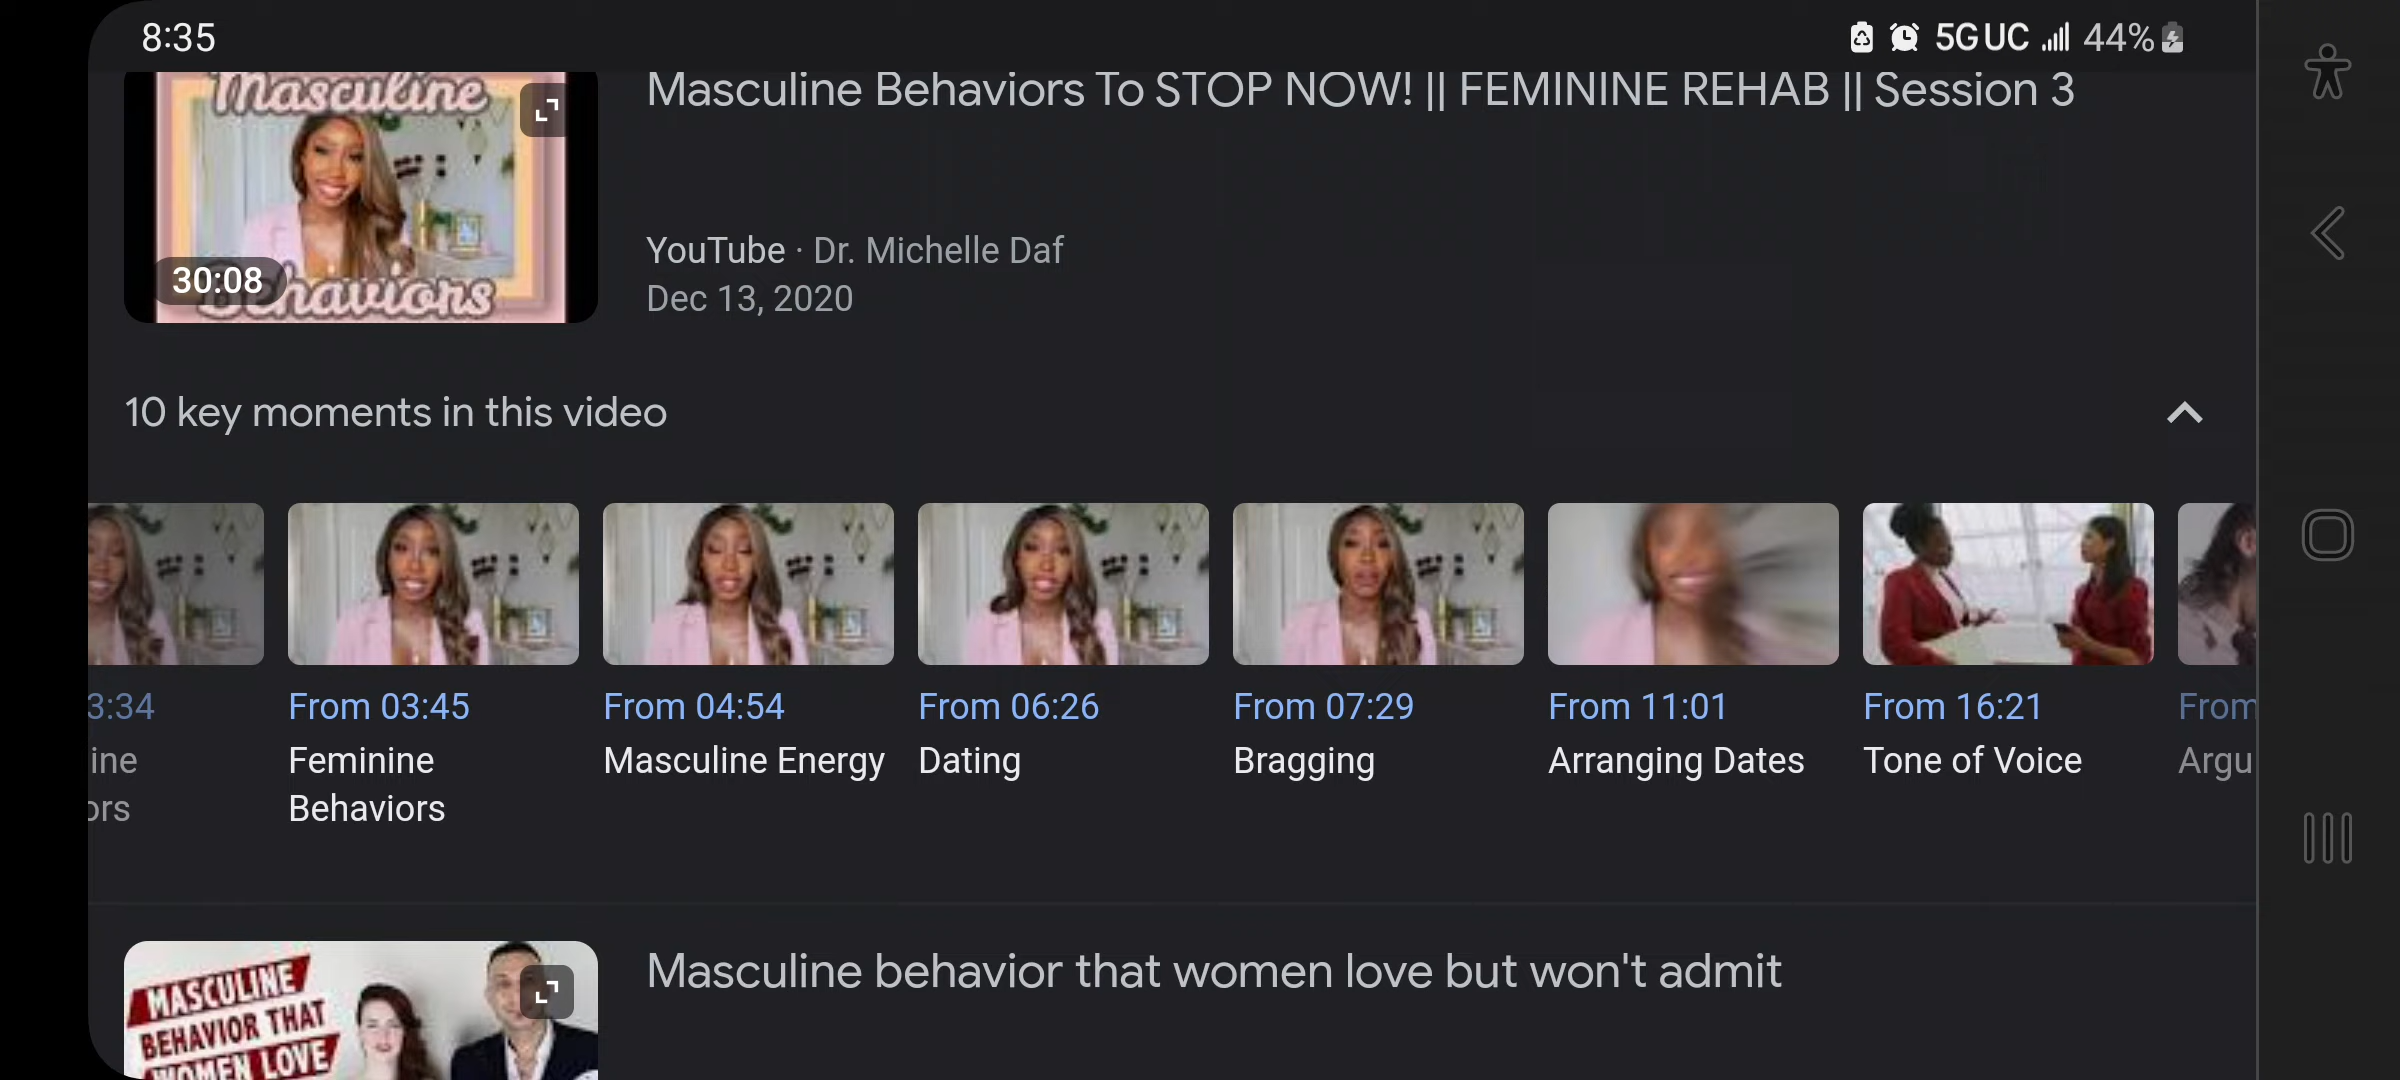 8:35
5G UC 44%
Masculine
Behaviors
30:08
Masculine Behaviors To STOP NOW! || FEMININE REHAB || Session 3
YouTube · Dr. Michelle Daf
Dec 13, 2020
10 key moments in this video
3:34
ine
ors
From 03:45
Feminine
Behaviors
From 04:54
Masculine Energy
From 06:26
Dating
From 07:29
Bragging
From 11:01
Arranging Dates
From 16:21
Tone of Voice
From
Argu
MASCULINE
BEHAVIOR THAT
WOMEN LOVE
Masculine behavior that women love but won't admit